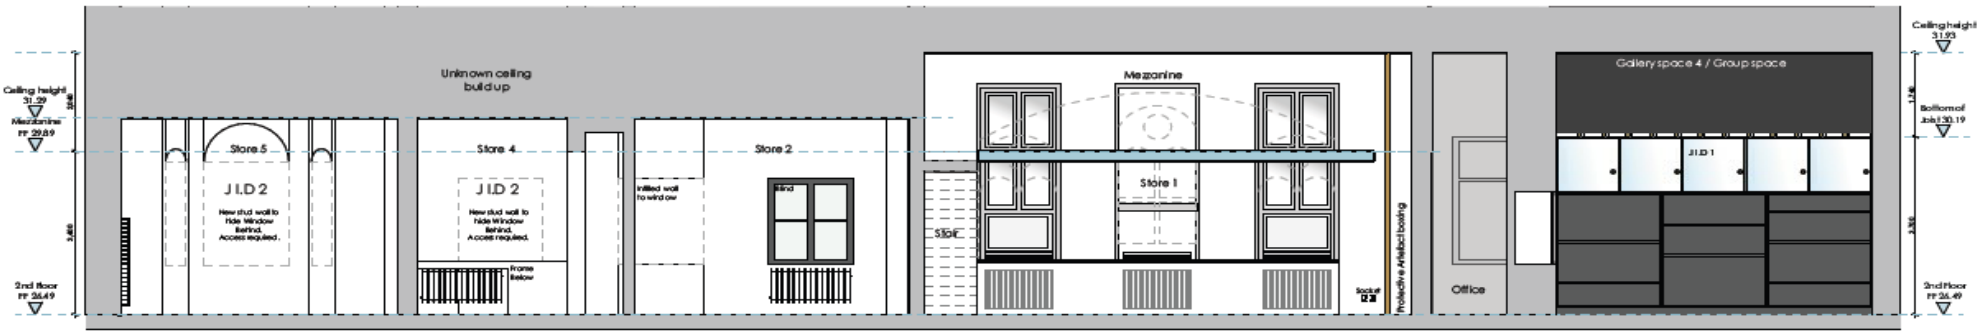 Ceiling height
31.29
Mezzanine
FF 29.89
2nd Floor
FF 26.49
Unknown ceiling
build up
Store 5
J.I.D 2
New stud wall to
hide Window
Behind.
Access required.
Store 4
J.I.D 2
New stud wall to
hide Window
Behind.
Access required.
Frame
Below
Store 2
Infilled wall
to window
Blind
Mezzanine
Store 1
Stair
Socket
Protective Artefact boxing
Office
Gallery space 4 / Group space
J.I.D 1
Ceiling height
31.93
Bottom of
Joist 30.19
2nd Floor
FF 26.49